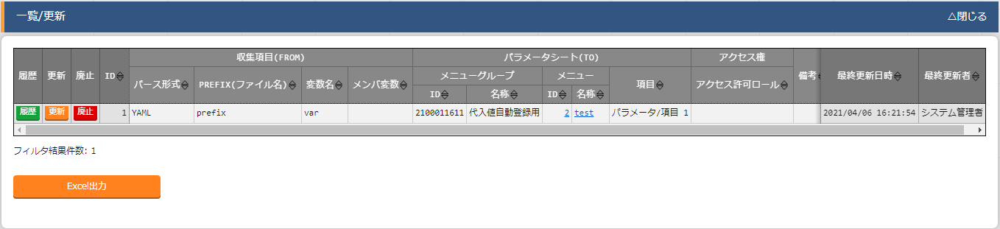 一覧/更新 △閉じる
収集項目(FROM) パラメータシート(TO) アクセス権
履歴 更新 廃止 ID 備考 最終更新日時 最終更新者
パース形式 PREFIX(ファイル名) 変数名 メンバ変数 メニューグループ メニュー 項目 アクセス許可ロール
ID 名称 ID 名称
履歴 更新 廃止 1 YAML prefix var 2100011611 代入値自動登録用 2 test パラメータ/項目 1 2021/04/06 16:21:54 システム管理者
フィルタ結果件数: 1
Excel出力